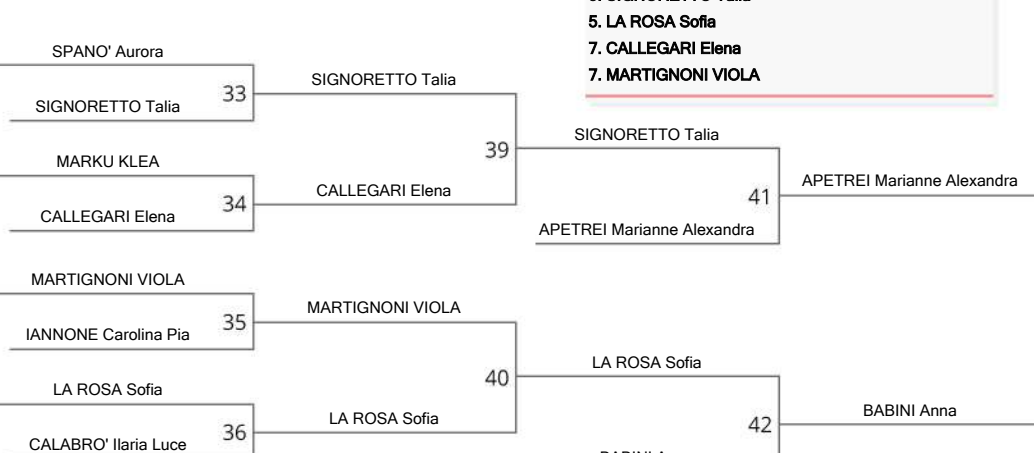 5. LA ROSA Sofia
7. CALLEGARI Elena
7. MARTIGNONI VIOLA
SPANO' Aurora
33
SIGNORETTO Talia
SIGNORETTO Talia
39
SIGNORETTO Talia
MARKU KLEA
34
CALLEGARI Elena
CALLEGARI Elena
41
APETREI Marianne Alexandra
APETREI Marianne Alexandra
MARTIGNONI VIOLA
35
MARTIGNONI VIOLA
IANNONE Carolina Pia
40
LA ROSA Sofia
LA ROSA Sofia
36
LA ROSA Sofia
CALABRO' Ilaria Luce
42
BABINI Anna